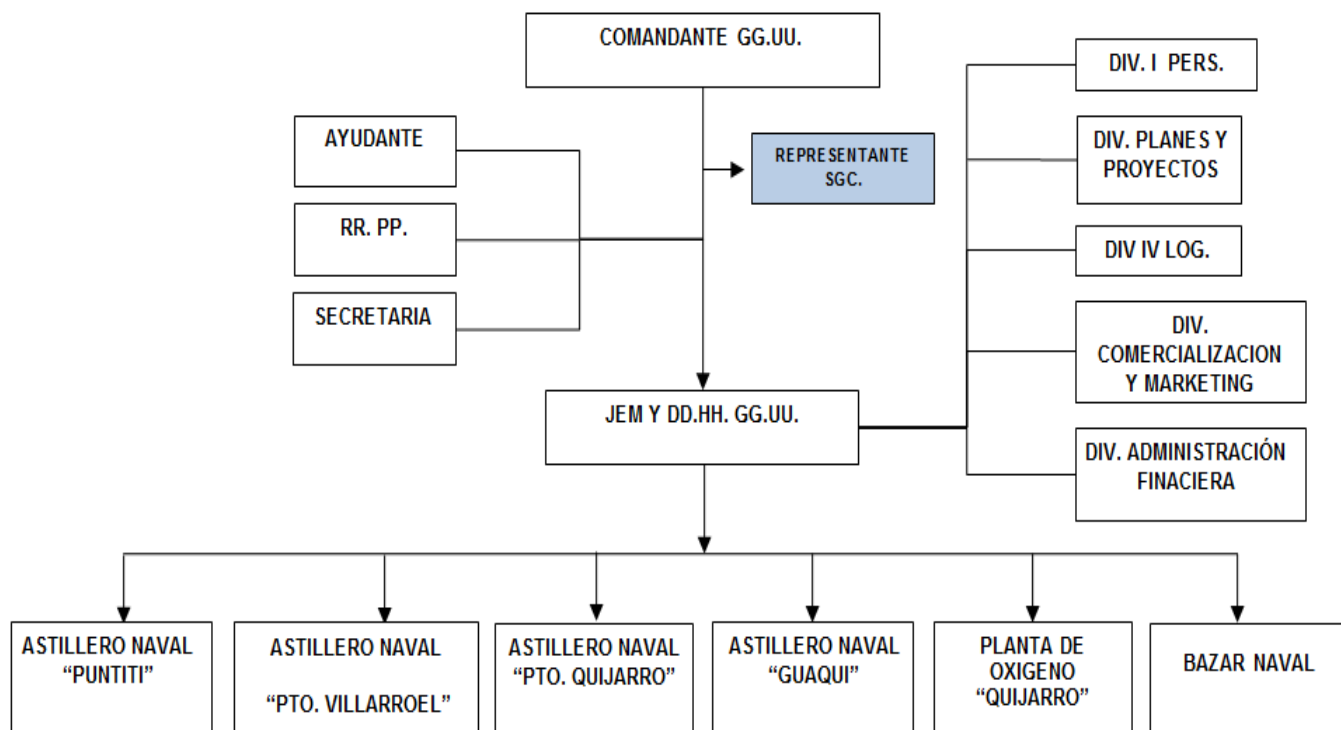 COMANDANTE GG.UU.
DIV. I PERS.
AYUDANTE
REPRESENTANTE
SGC.
DIV. PLANES Y
PROYECTOS
RR. PP.
DIV IV LOG.
SECRETARIA
DIV.
COMERCIALIZACION
Y MARKETING
JEM Y DD.HH. GG.UU.
DIV. ADMINISTRACIÓN
FINACIERA
ASTILLERO NAVAL
“PUNTITI”
ASTILLERO NAVAL
“PTO. VILLARROEL”
ASTILLERO NAVAL
“PTO. QUIJARRO”
ASTILLERO NAVAL
“GUAQUI”
PLANTA DE
OXIGENO
“QUIJARRO”
BAZAR NAVAL